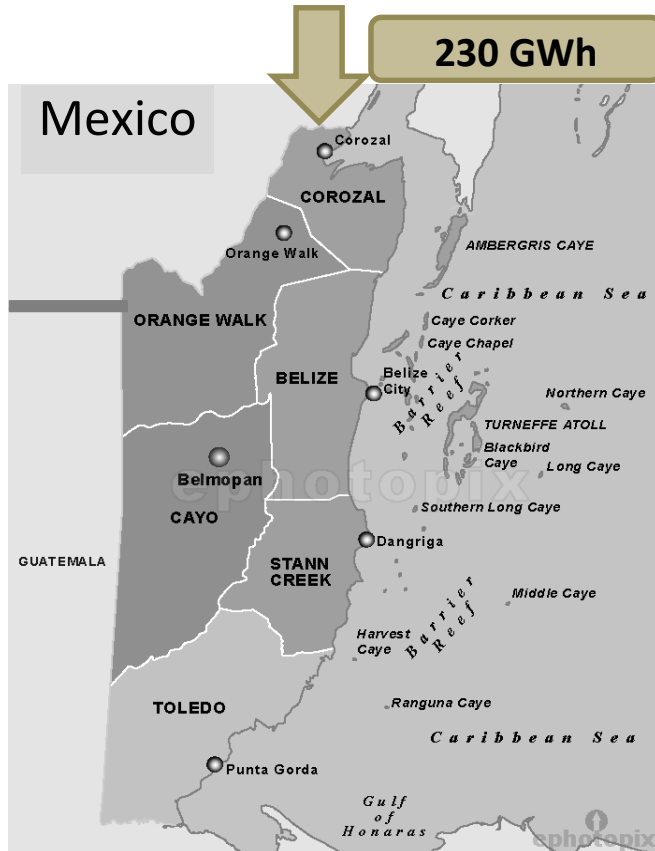 230 GWh
Mexico
Corozal
COROZAL
Orange Walk
AMBERGRIS CAYE
Caribbean Sea
ORANGE WALK
Caye Corker
Caye Chapel
BELIZE
Belize
City
Barrier
Reef
Northern Caye
TURNEFFE ATOLL
Blackbird
Caye
Long Caye
Belmopan
ephotopix
CAYO
Southern Long Caye
Dangriga
GUATEMALA
STANN
CREEK
Barrier
Reef
Middle Caye
Harvest
Caye
TOLEDO
Ranguna Caye
Caribbean Sea
Punta Gorda
Gulf
of
Honaras
ephotopix